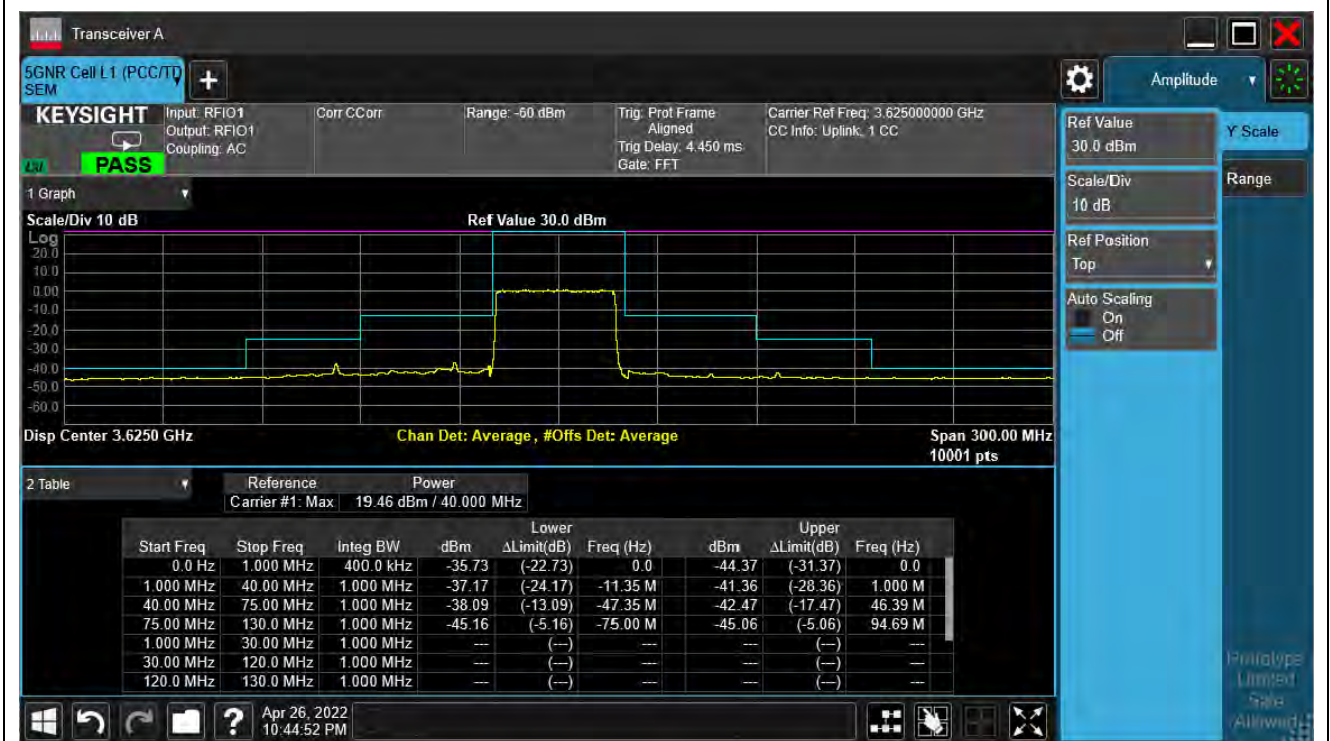 Transceiver A
5GNR Cell L1 (PCC/TD
SEM
+
Amplitude
KEYSIGHT
PASS
Input: RFIO1
Output: RFIO1
Coupling: AC
Corr CCorr
Range: -60 dBm
Trig: Prot Frame
Aligned
Trig Delay: 4.450 ms
Gate: FFT
Carrier Ref Freq: 3.625000000 GHz
CC Info: Uplink, 1 CC
Ref Value
30.0 dBm
Y Scale
Scale/Div
10 dB
Range
Ref Position
Top
Auto Scaling
On
Off
1 Graph
Scale/Div 10 dB Ref Value 30.0 dBm
Log
20.0
10.0
0.00
-10.0
-20.0
-30.0
-40.0
-50.0
-60.0
Disp Center 3.6250 GHz Chan Det: Average , #Offs Det: Average Span 300.00 MHz
10001 pts
2 Table
Reference Power
Carrier #1: Max 19.46 dBm / 40.000 MHz
Lower Upper
Start Freq Stop Freq Integ BW dBm ΔLimit(dB) Freq (Hz) dBm ΔLimit(dB) Freq (Hz)
0.0 Hz 1.000 MHz 400.0 kHz -35.73 (-22.73) 0.0 -44.37 (-31.37) 0.0
1.000 MHz 40.00 MHz 1.000 MHz -37.17 (-24.17) -11.35 M -41.36 (-28.36) 1.000 M
40.00 MHz 75.00 MHz 1.000 MHz -38.09 (-13.09) -47.35 M -42.47 (-17.47) 46.39 M
75.00 MHz 130.0 MHz 1.000 MHz -45.16 (-5.16) -75.00 M -45.06 (-5.06) 94.69 M
1.000 MHz 30.00 MHz 1.000 MHz --- (---) --- --- (---) ---
30.00 MHz 120.0 MHz 1.000 MHz --- (---) --- --- (---) ---
120.0 MHz 130.0 MHz 1.000 MHz --- (---) --- --- (---) ---
Prototype
Limited
Sale
Allowed
?
Apr 26, 2022
10:44:52 PM